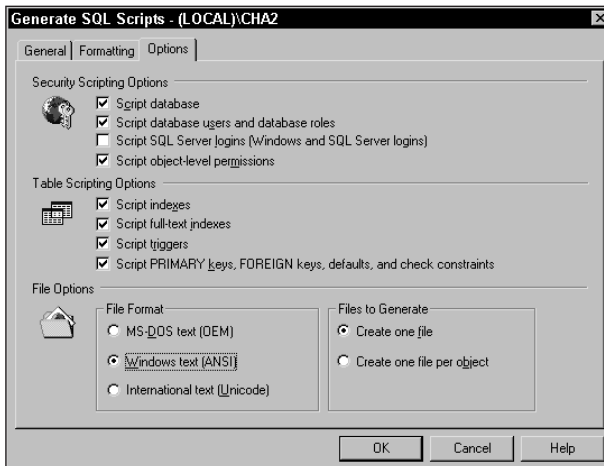 Generate SQL Scripts - (LOCAL)\CHA2
General
Formatting
Options
Security Scripting Options
Script database
Script database users and database roles
Script SQL Server logins (Windows and SQL Server logins)
Script object-level permissions
Table Scripting Options
Script indexes
Script full-text indexes
Script triggers
Script PRIMARY keys, FOREIGN keys, defaults, and check constraints
File Options
File Format
MS-DOS text (OEM)
Windows text (ANSI)
International text (Unicode)
Files to Generate
Create one file
Create one file per object
OK
Cancel
Help